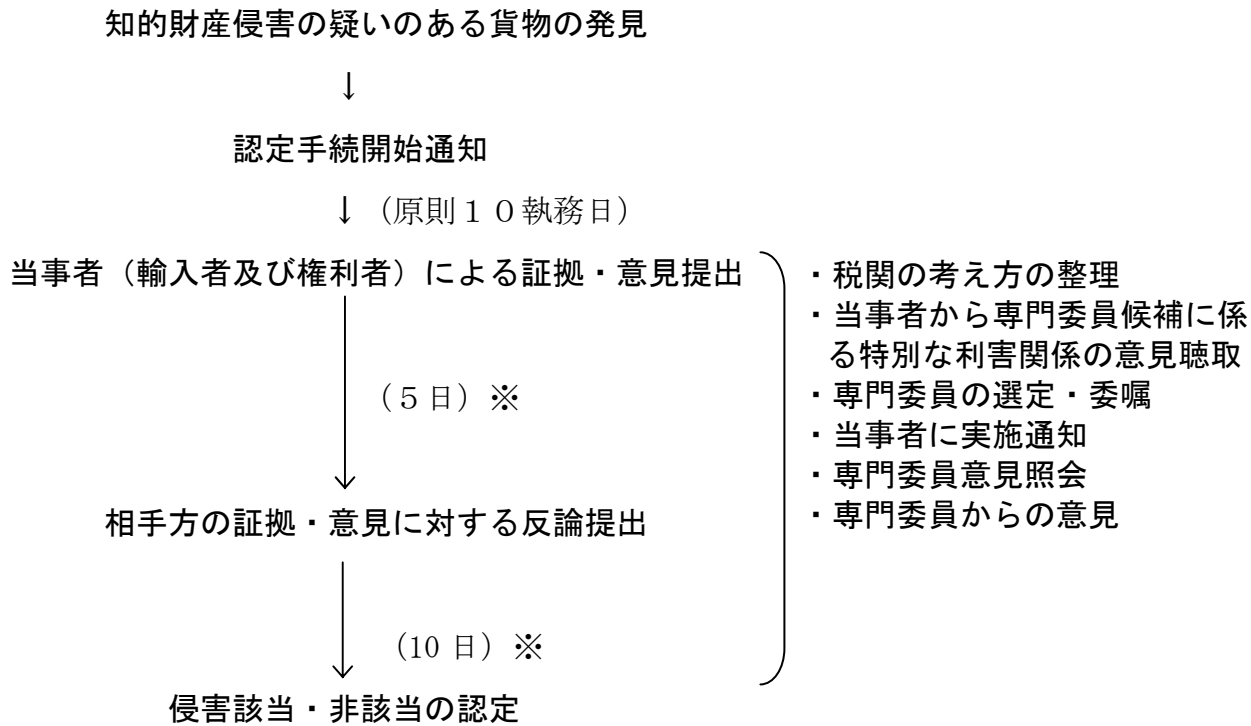 知的財産侵害の疑いのある貨物の発見
↓
認定手続開始通知
↓（原則１０執務日）
当事者（輸入者及び権利者）による証拠・意見提出
（５日）※
相手方の証拠・意見に対する反論提出
（10 日）※
侵害該当・非該当の認定
・税関の考え方の整理
・当事者から専門委員候補に係
る特別な利害関係の意見聴取
・専門委員の選定・委嘱
・当事者に実施通知
・専門委員意見照会
・専門委員からの意見